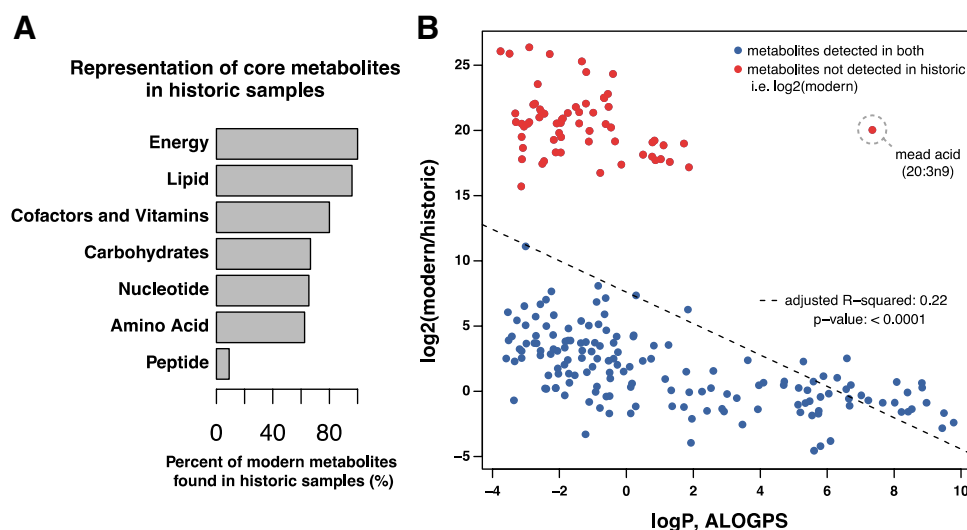 A
Representation of core metabolites
in historic samples
Energy
Lipid
Cofactors and Vitamins
Carbohydrates
Nucleotide
Amino Acid
Peptide
0 40 80
Percent of modern metabolites
found in historic samples (%)
B
metabolites detected in both
metabolites not detected in historic
i.e. log2(modern)
mead acid
(20:3n9)
adjusted R-squared: 0.22
p-value: < 0.0001
log2(modern/historic)
25
20
15
10
5
0
−5
−4 −2 0 2 4 6 8 10
logP, ALOGPS